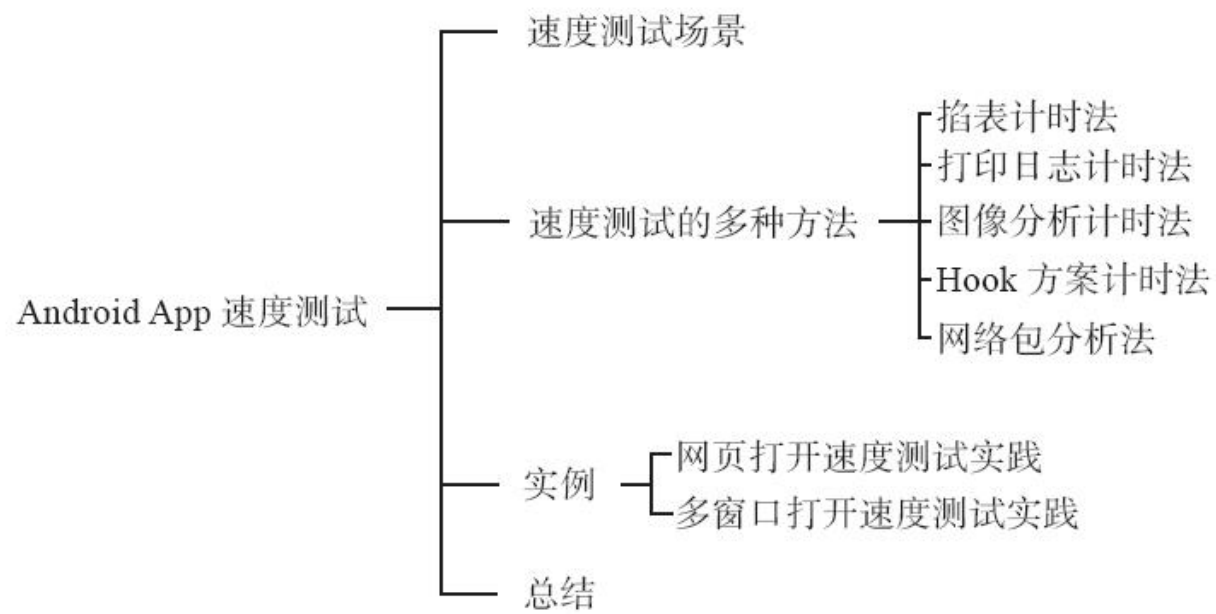 Android App 速度测试
速度测试场景
速度测试的多种方法
掐表计时法
打印日志计时法
图像分析计时法
Hook 方案计时法
网络包分析法
实例
网页打开速度测试实践
多窗口打开速度测试实践
总结